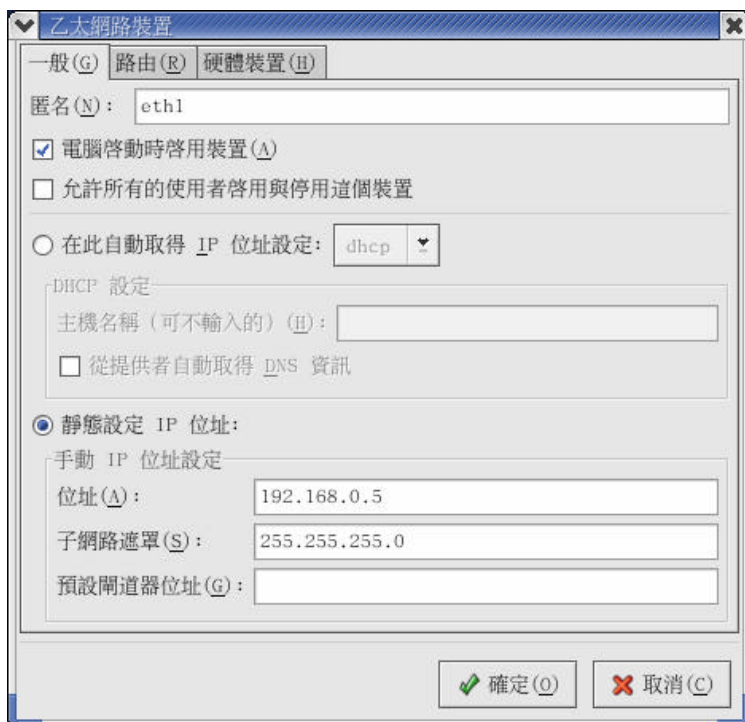 乙太網路裝置
一般(G) 路由(R) 硬體裝置(H)
匿名(N): eth1
電腦啓動時啓用裝置(A)
允許所有的使用者啓用與停用這個裝置
在此自動取得 IP 位址設定: dhcp
DHCP 設定
主機名稱 (可不輸入的) (H):
從提供者自動取得 DNS 資訊
靜態設定 IP 位址:
手動 IP 位址設定
位址(A): 192.168.0.5
子網路遮罩(S): 255.255.255.0
預設閘道器位址(G):
確定(O) 取消(C)